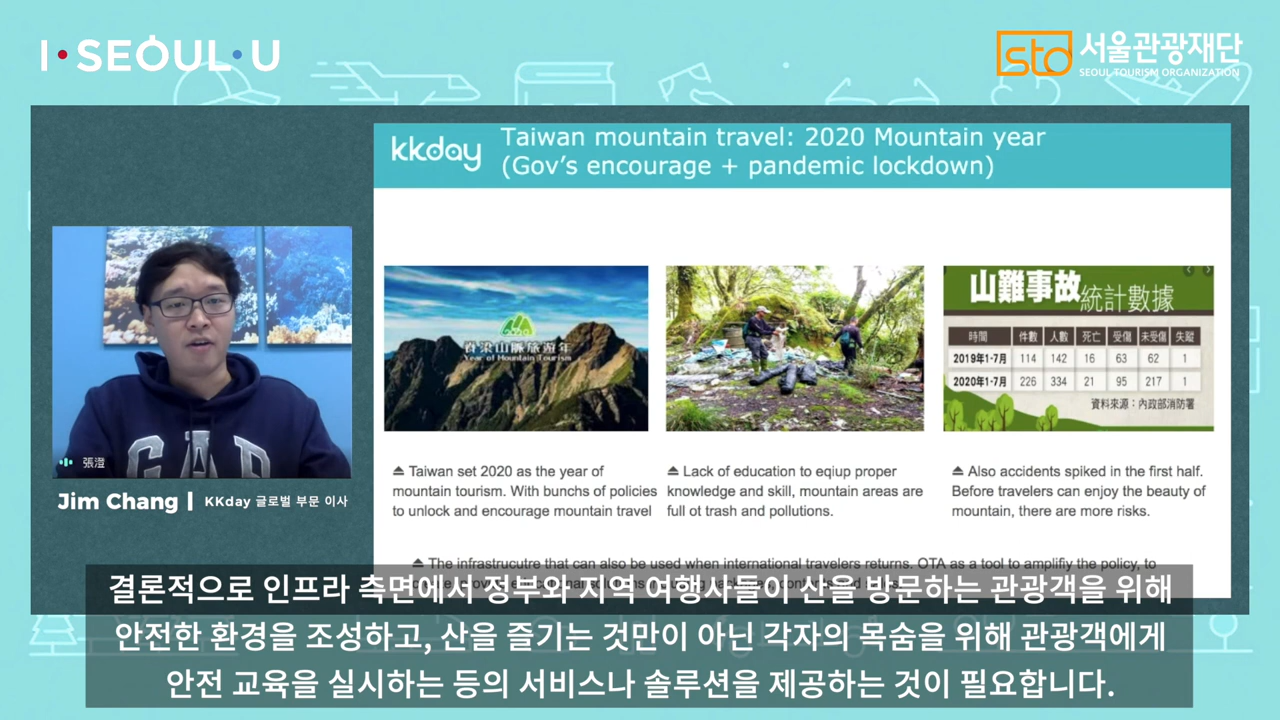 I·SEOUL·U
sto 서울관광재단
SEOUL TOURISM ORGANIZATION
kkday
Taiwan mountain travel: 2020 Mountain year
(Gov's encourage + pandemic lockdown)
脊梁山脈旅遊年
Year of Mountain Tourism
山難事故統計數據
時間 件數 人數 死亡 受傷 未受傷 失蹤
2019年1-7月 114 142 16 63 62 1
2020年1-7月 226 334 21 95 217 1
資料來源：內政部消防署
GAP
張澄
Jim Chang | KKday 글로벌 부문 이사
⏏ Taiwan set 2020 as the year of
mountain tourism. With bunchs of policies
to unlock and encourage mountain travel
⏏ Lack of education to eqiup proper
knowledge and skill, mountain areas are
full ot trash and pollutions.
⏏ Also accidents spiked in the first half.
Before travelers can enjoy the beauty of
mountain, there are more risks.
⏏ The infrastrucutre that can also be used when international travelers returns. OTA as a tool to amplifiy the policy, to
결론적으로 인프라 측면에서 정부와 지역 여행사들이 산을 방문하는 관광객을 위해
안전한 환경을 조성하고, 산을 즐기는 것만이 아닌 각자의 목숨을 위해 관광객에게
안전 교육을 실시하는 등의 서비스나 솔루션을 제공하는 것이 필요합니다.